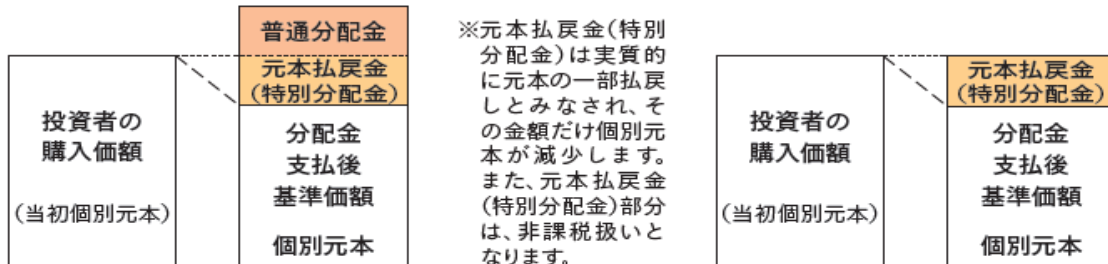 普通分配金
元本払戻金
(特別分配金)
投資者の
購入価額
(当初個別元本)
分配金
支払後
基準価額
個別元本
※元本払戻金(特別
分配金)は実質的
に元本の一部払戻
しとみなされ、そ
の金額だけ個別元
本が減少します。
また、元本払戻金
(特別分配金)部分
は、非課税扱いと
なります。
元本払戻金
(特別分配金)
投資者の
購入価額
(当初個別元本)
分配金
支払後
基準価額
個別元本